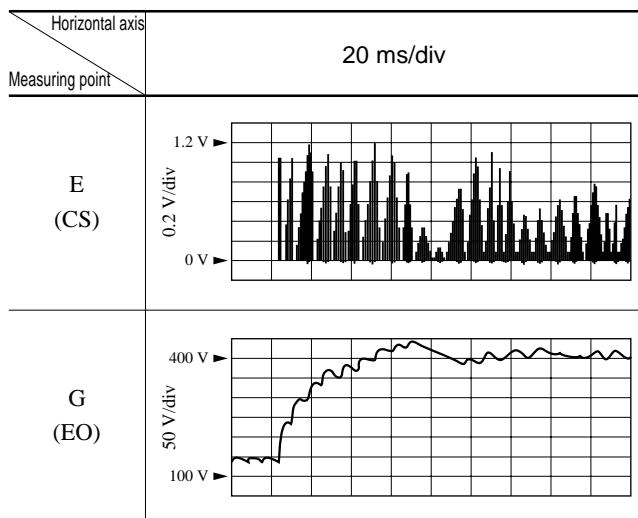 Horizontal axis
Measuring point
20 ms/div
E
(CS)
0.2 V/div
1.2 V
0 V
G
(EO)
50 V/div
400 V
100 V